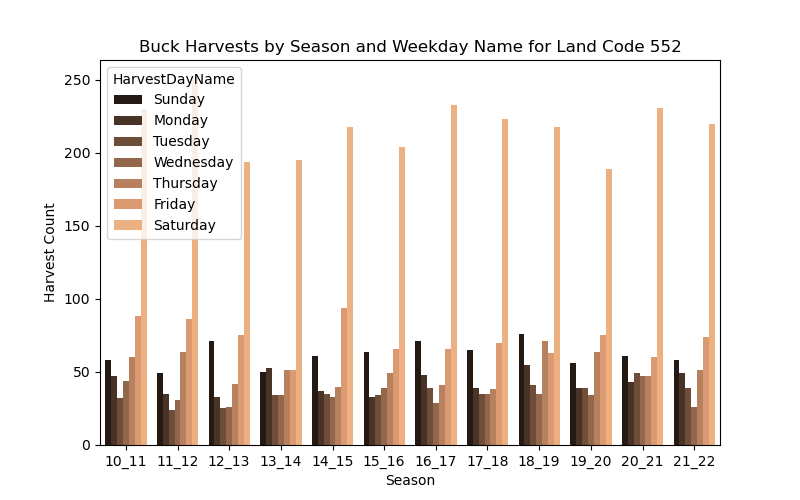 Buck Harvests by Season and Weekday Name for Land Code 552
HarvestDayName
Sunday
Monday
Tuesday
Wednesday
Thursday
Friday
Saturday
250
200
150
100
50
0
Harvest Count
10_11 11_12 12_13 13_14 14_15 15_16 16_17 17_18 18_19 19_20 20_21 21_22
Season